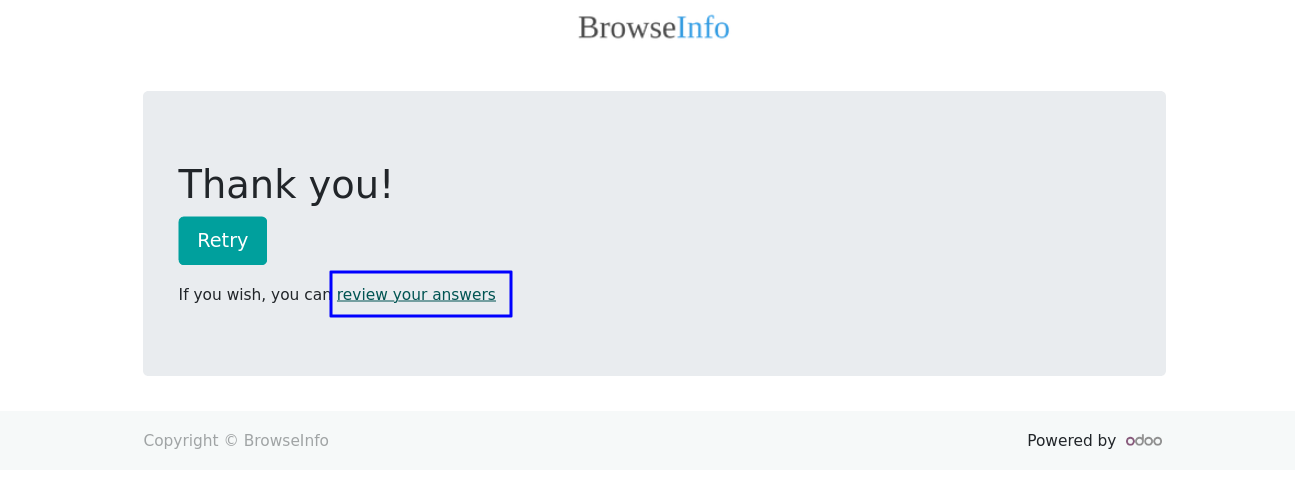 BrowseInfo
Thank you!
Retry
If you wish, you can review your answers
Copyright © BrowseInfo
Powered by odoo